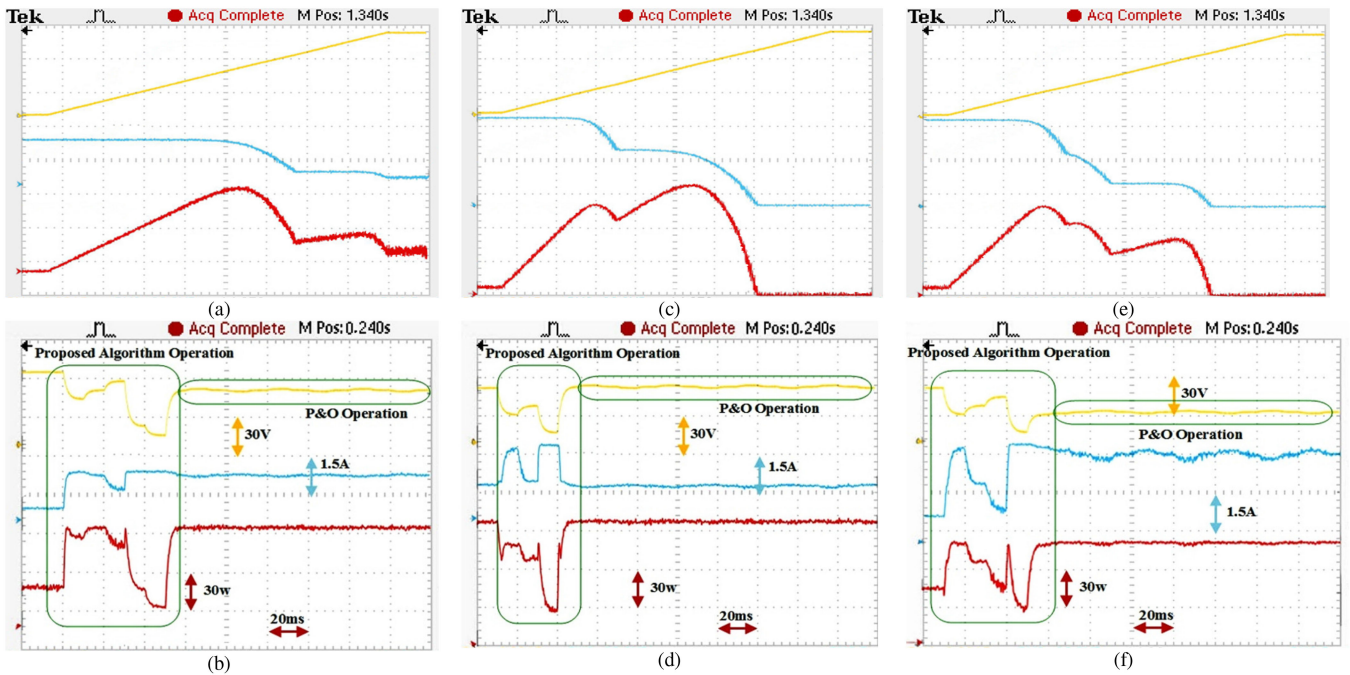 Tek Acq Complete M Pos: 1.340s
Tek Acq Complete M Pos: 1.340s
Tek Acq Complete M Pos: 1.340s
(a)
(c)
(e)
Acq Complete M Pos: 0.240s
Proposed Algorithm Operation
P&O Operation
30V
1.5A
30w
20ms
(b)
Acq Complete M Pos: 0.240s
Proposed Algorithm Operation
P&O Operation
30V
1.5A
30w
20ms
(d)
Acq Complete M Pos: 0.240s
Proposed Algorithm Operation
30V
P&O Operation
1.5A
30w
20ms
(f)